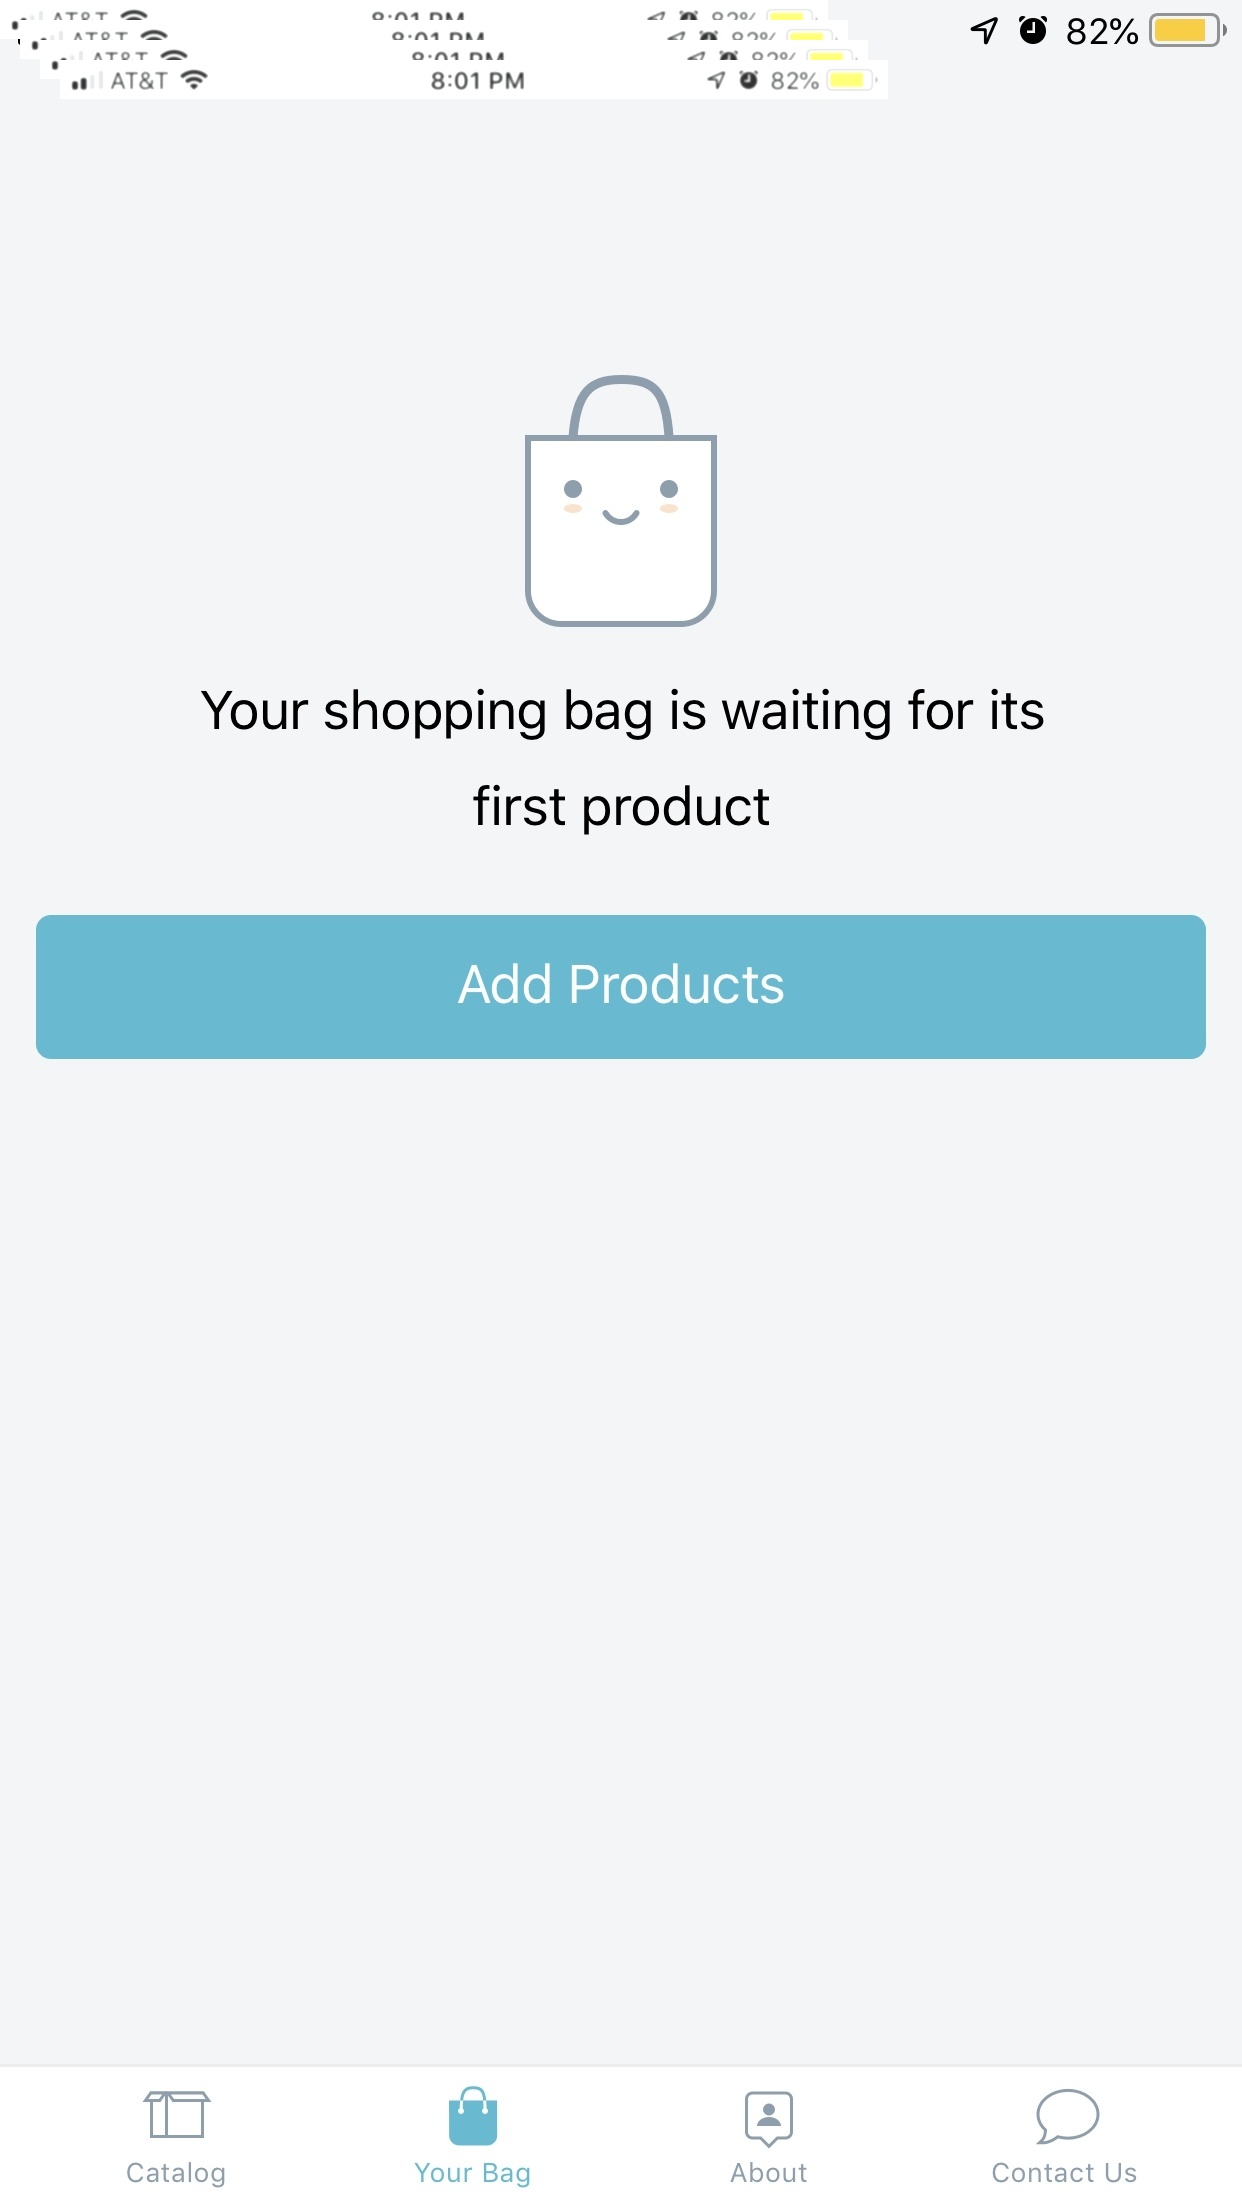 82%
AT&T 8:01 PM 82%
AT&T 8:01 PM 82%
AT&T 8:01 PM 82%
AT&T 8:01 PM 82%
Your shopping bag is waiting for its
first product
Add Products
Catalog Your Bag About Contact Us